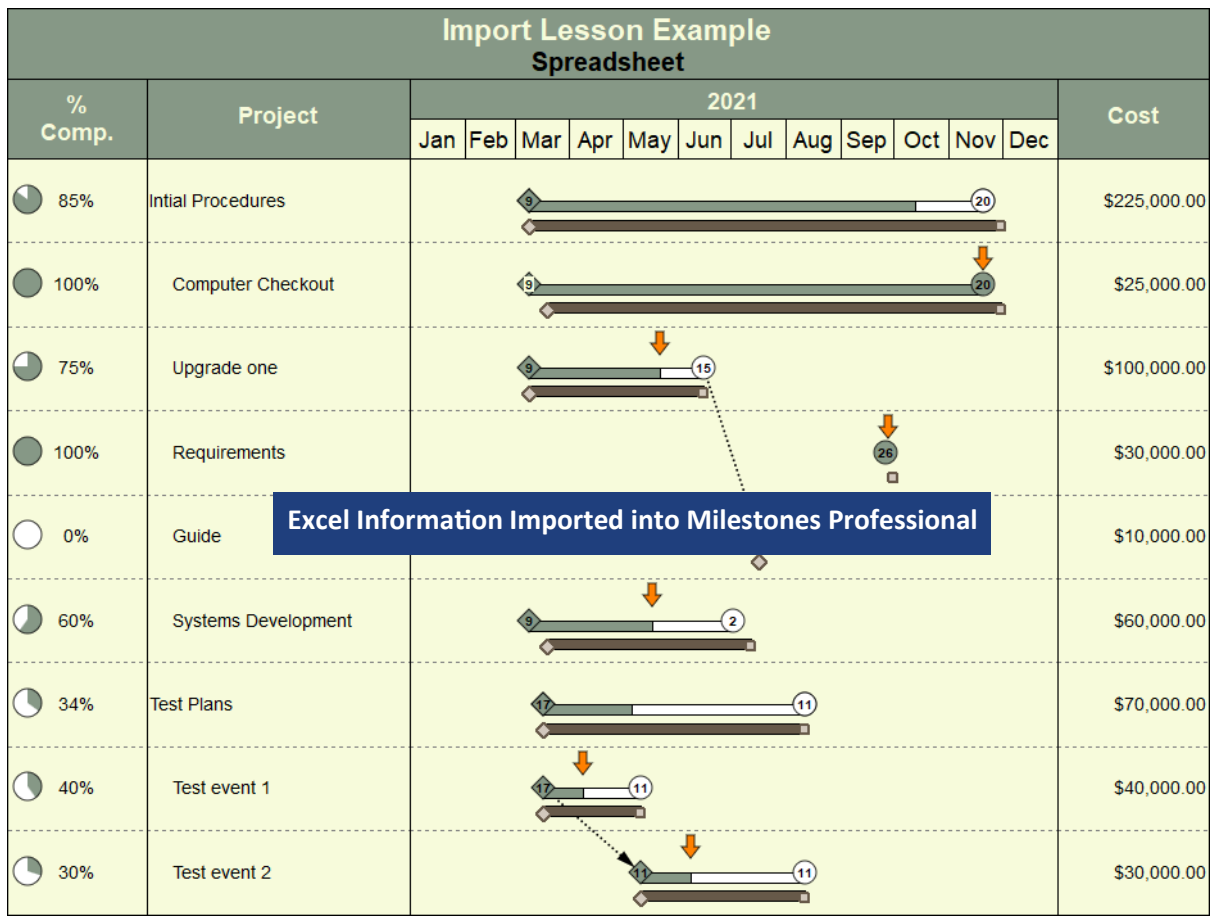 Import Lesson Example
Spreadsheet
% Comp. Project 2021 Cost
Jan Feb Mar Apr May Jun Jul Aug Sep Oct Nov Dec
85% Intial Procedures 9 20 $225,000.00
100% Computer Checkout 9 20 $25,000.00
75% Upgrade one 9 15 $100,000.00
100% Requirements 26 $30,000.00
Excel Information Imported into Milestones Professional
0% Guide $10,000.00
60% Systems Development 9 2 $60,000.00
34% Test Plans 17 11 $70,000.00
40% Test event 1 17 11 $40,000.00
30% Test event 2 11 11 $30,000.00